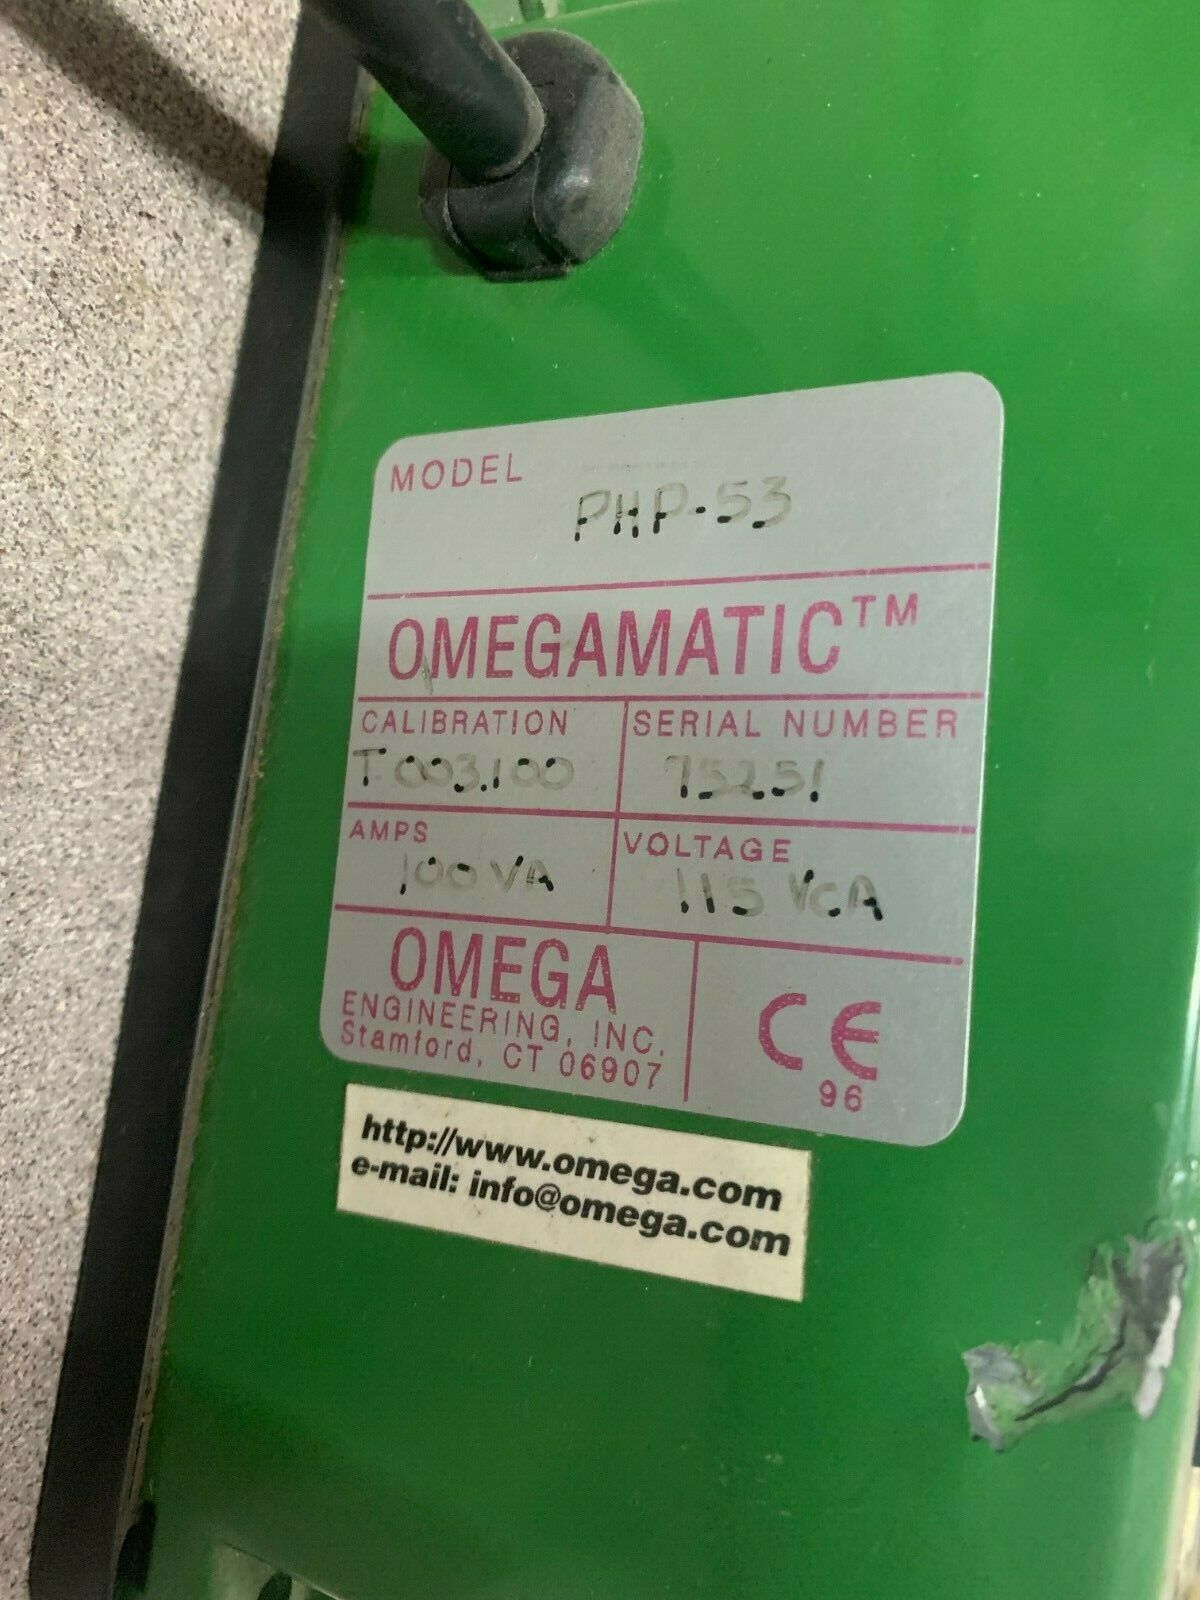 MODEL
PHP-53
OMEGAMATIC™
CALIBRATION SERIAL NUMBER
T 003.100 75251
AMPS VOLTAGE
100 VA 115 VCA
OMEGA
ENGINEERING, INC.
Stamford, CT 06907
CE
96
http://www.omega.com
e-mail: info@omega.com